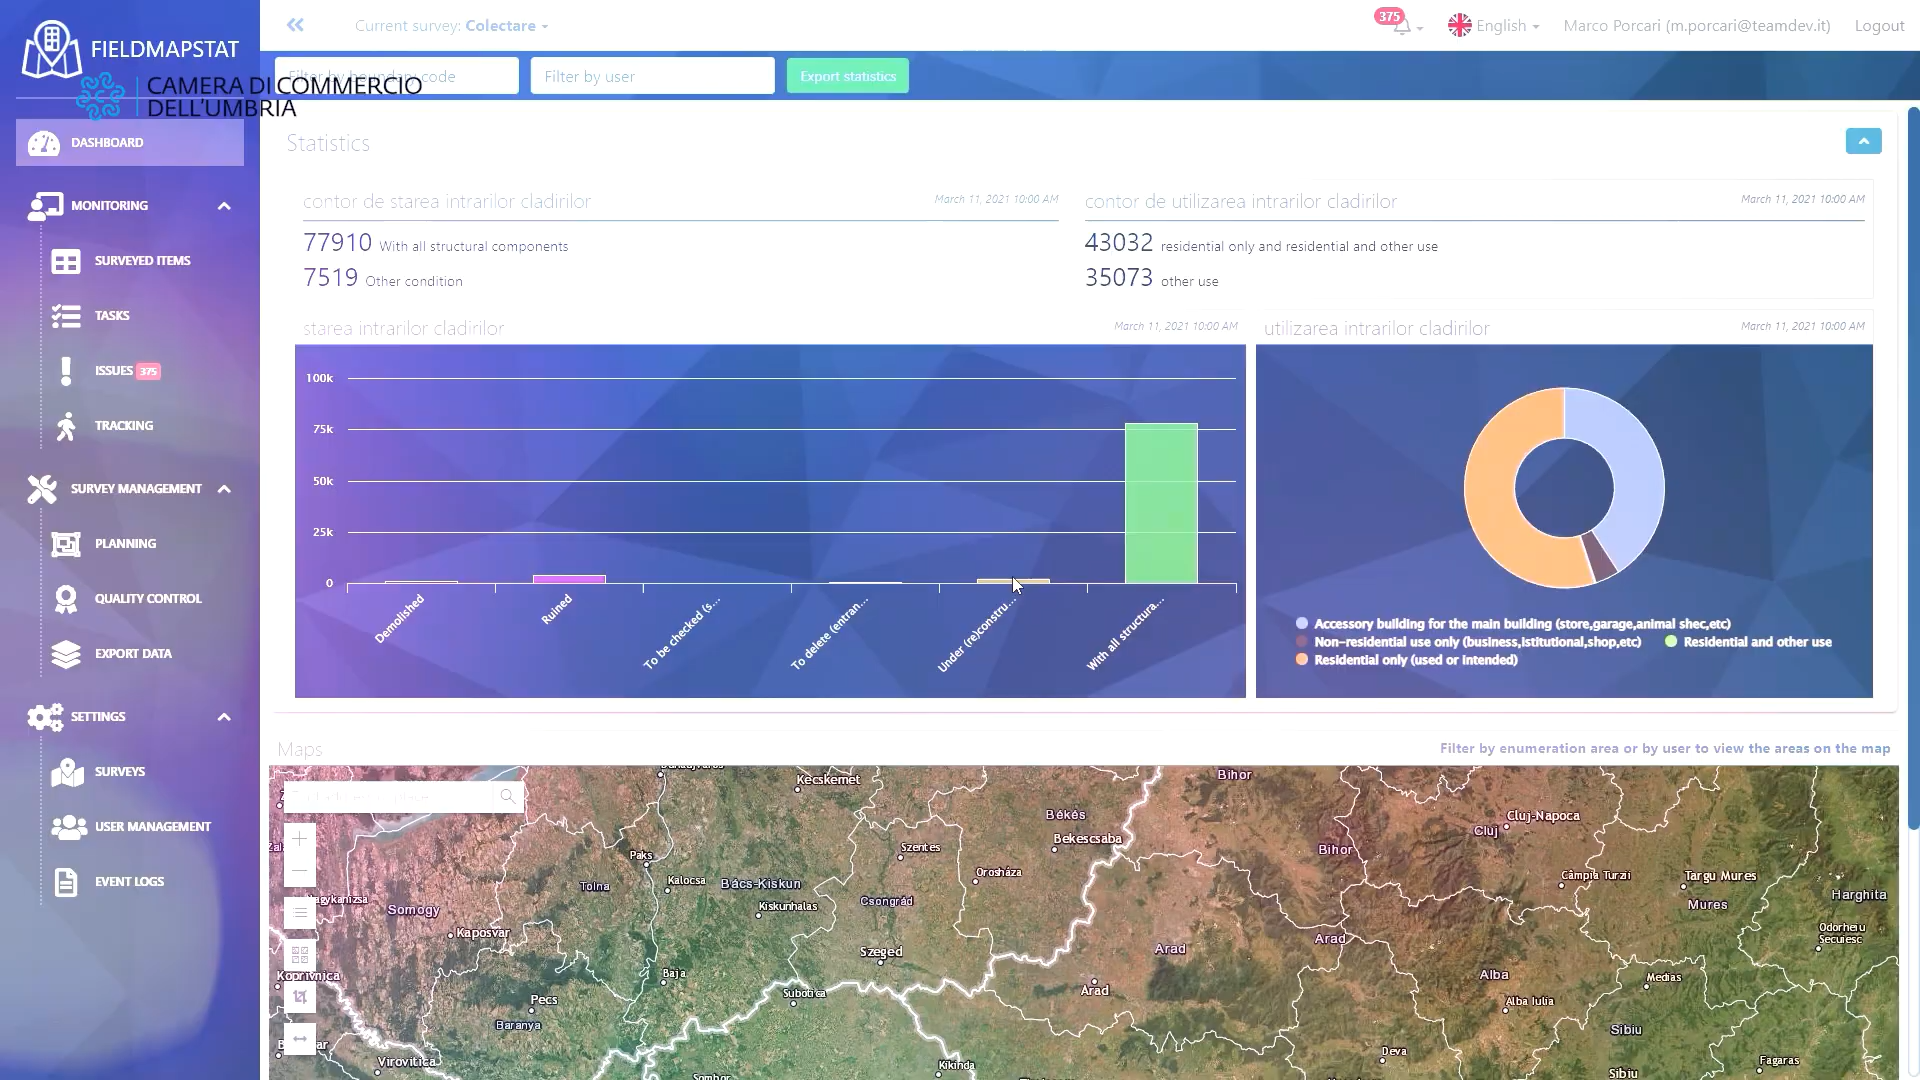 FIELDMAPSTAT
CAMERA DI COMMERCIO
DELL'UMBRIA
Current survey: Colectare
375
English
Marco Porcari (m.porcari@teamdev.it)
Logout
Filter by boundary code
Filter by user
Export statistics
DASHBOARD
MONITORING
SURVEYED ITEMS
TASKS
ISSUES 375
TRACKING
SURVEY MANAGEMENT
PLANNING
QUALITY CONTROL
EXPORT DATA
SETTINGS
SURVEYS
USER MANAGEMENT
EVENT LOGS
Statistics
contor de starea intrarilor cladirilor
March 11, 2021 10:00 AM
77910 With all structural components
7519 Other condition
contor de utilizarea intrarilor cladirilor
March 11, 2021 10:00 AM
43032 residential only and residential and other use
35073 other use
starea intrarilor cladirilor
March 11, 2021 10:00 AM
100k
75k
50k
25k
0
Demolished
Ruined
To be checked (s...
To delete (entran...
Under (re)constru...
With all structura...
utilizarea intrarilor cladirilor
March 11, 2021 10:00 AM
Accessory building for the main building (store,garage,animal shec,etc)
Non-residential use only (business,istitutional,shop,etc)
Residential and other use
Residential only (used or intended)
Maps
Filter by enumeration area or by user to view the areas on the map
Kecskemet
Bihor
Békés
Bekescsaba
Cluj-Napoca
Cluj
Szentes
Bihor
Paks
Orosháza
Câmpia Turzii
Targu Mures
Kalocsa
Tolna
Bács-Kiskun
Csongrád
Harghita
Mures
Kiskunhalas
Somogy
Kaposvar
Odorheiu
Secuiesc
Szeged
Arad
Arad
Koprivnica
Baja
Alba
Medias
Subotica
Arad
Pecs
Alba Iulia
Baranya
Sibiu
Virovitica
Deva
Kikinda
Fagaras
Sibiu
Sombor